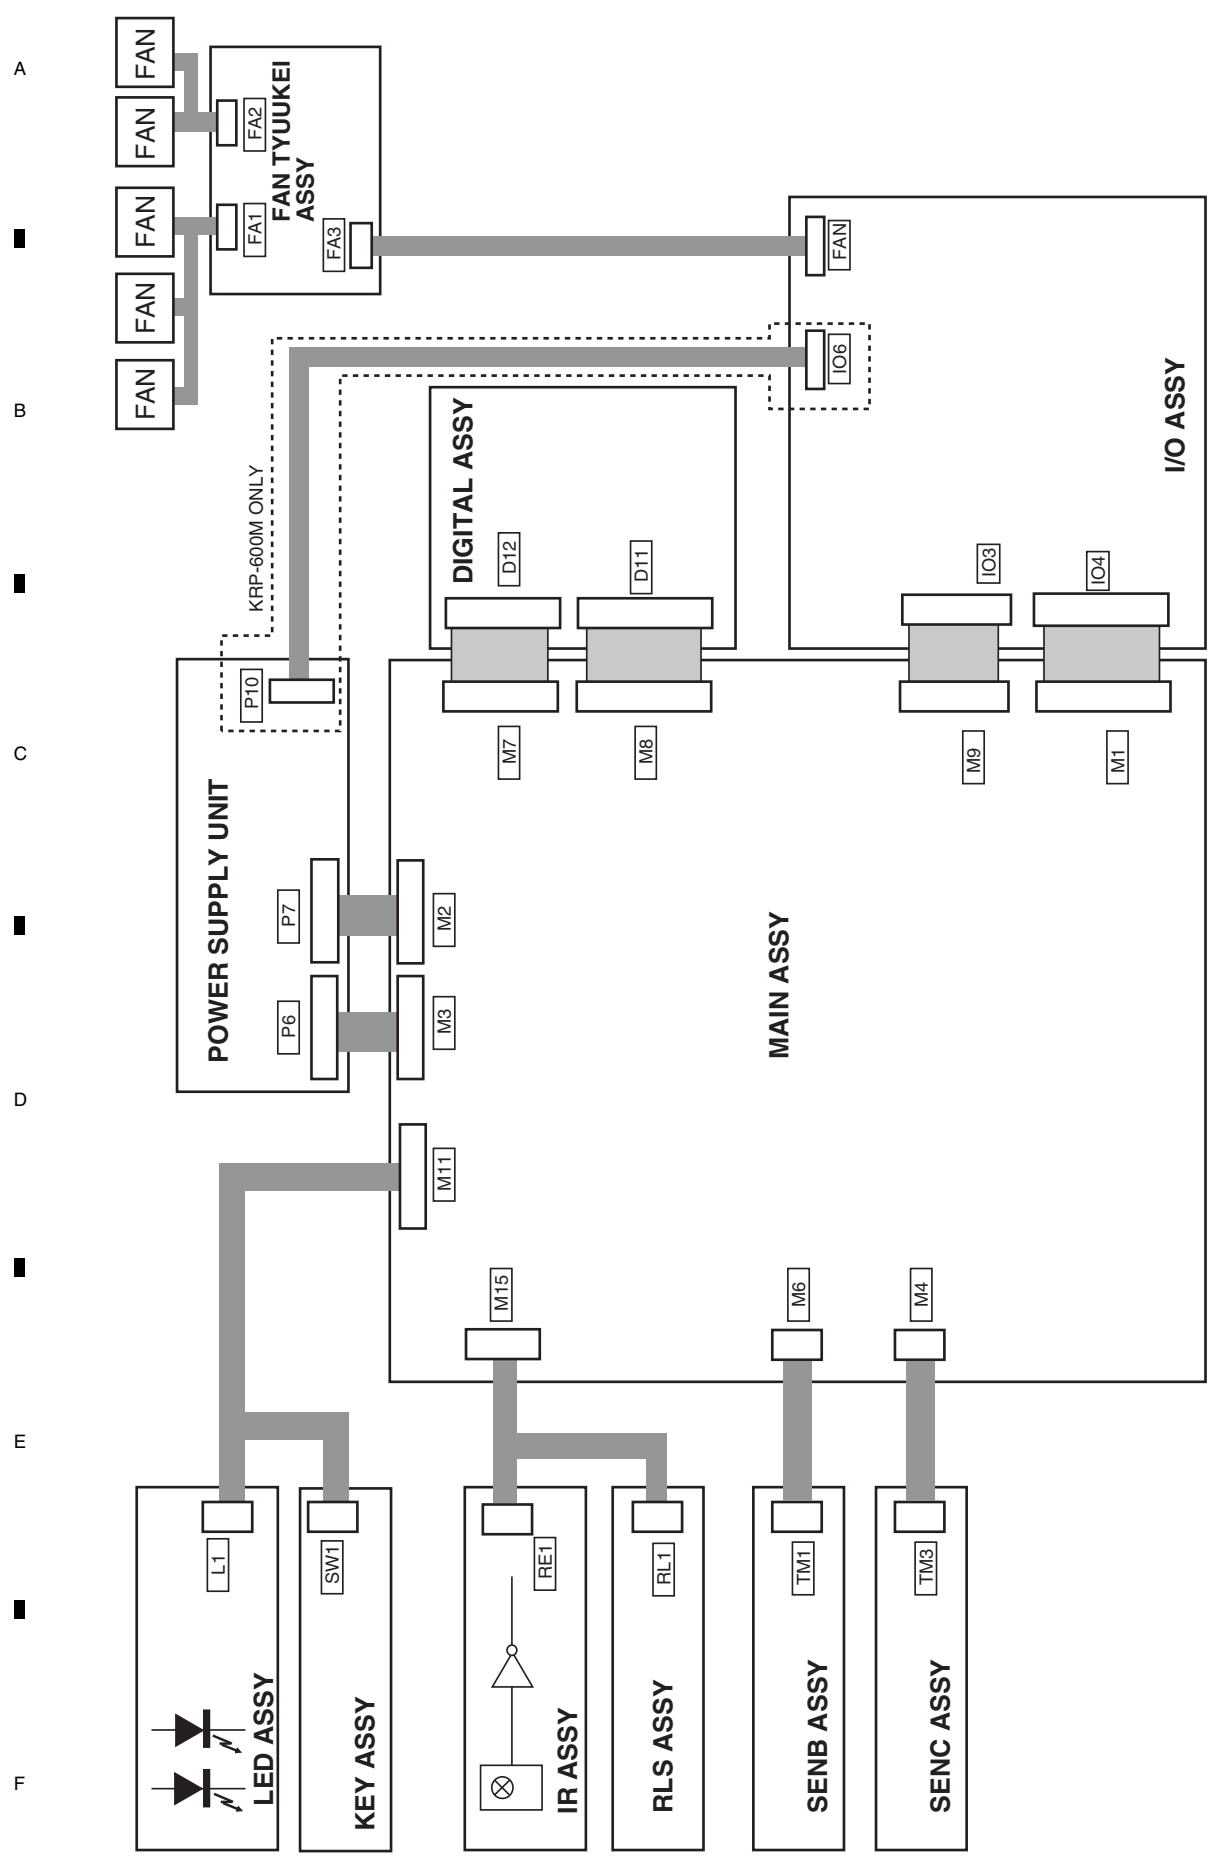 A
B
C
D
E
F
FAN
FAN
FAN
FAN
FAN
FA2
FA1
FAN TYUUKEI
ASSY
FA3
FAN
IO6
I/O ASSY
KRP-600M ONLY
DIGITAL ASSY
D12
D11
IO3
IO4
P10
M7
M8
M9
M1
POWER SUPPLY UNIT
P7
P6
M2
M3
MAIN ASSY
M11
M15
M6
M4
L1
SW1
RE1
RL1
TM1
TM3
LED ASSY
KEY ASSY
IR ASSY
RLS ASSY
SENB ASSY
SENC ASSY